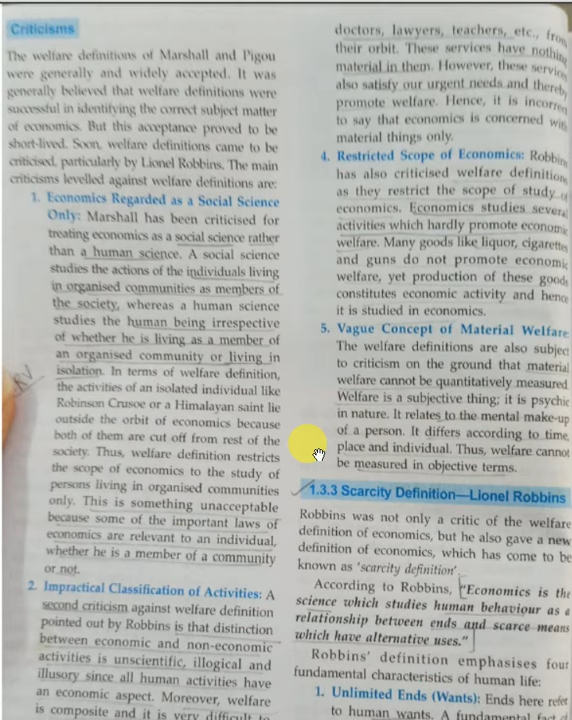 Criticisms
The welfare definitions of Marshall and Pigou
were generally and widely accepted. It was
generally believed that welfare definitions were
successful in identifying the correct subject matter
of economics. But this acceptance proved to be
short-lived. Soon, welfare definitions came to be
criticised, particularly by Lionel Robbins. The main
criticisms levelled against welfare definitions are:
1. Economics Regarded as a Social Science
Only: Marshall has been criticised for
treating economics as a social science rather
than a human science. A social science
studies the actions of the individuals living
in organised communities as members of
the society, whereas a human science
studies the human being irrespective
of whether he is living as a member of
an organised community or living in
isolation. In terms of welfare definition,
the activities of an isolated individual like
Robinson Crusoe or a Himalayan saint lie
outside the orbit of economics because
both of them are cut off from rest of the
society. Thus, welfare definition restricts
the scope of economics to the study of
persons living in organised communities
only. This is something unacceptable
because some of the important laws of
economics are relevant to an individual,
whether he is a member of a community
or not.
2. Impractical Classification of Activities: A
second criticism against welfare definition
pointed out by Robbins is that distinction
between economic and non-economic
activities is unscientific, illogical and
illusory since all human activities have
an economic aspect. Moreover, welfare
is composite and it is very difficult to
doctors, lawyers, teachers, etc., from
their orbit. These services have nothing
material in them. However, these services
also satisfy our urgent needs and thereby
promote welfare. Hence, it is incorrect
to say that economics is concerned with
material things only.
4. Restricted Scope of Economics: Robbins
has also criticised welfare definitions
as they restrict the scope of study of
economics. Economics studies several
activities which hardly promote economic
welfare. Many goods like liquor, cigarettes
and guns do not promote economic
welfare, yet production of these goods
constitutes economic activity and hence
it is studied in economics.
5. Vague Concept of Material Welfare:
The welfare definitions are also subject
to criticism on the ground that material
welfare cannot be quantitatively measured.
Welfare is a subjective thing; it is psychic
in nature. It relates to the mental make-up
of a person. It differs according to time,
place and individual. Thus, welfare cannot
be measured in objective terms.
1.3.3 Scarcity Definition—Lionel Robbins
Robbins was not only a critic of the welfare
definition of economics, but he also gave a new
definition of economics, which has come to be
known as 'scarcity definition'.
According to Robbins, "Economics is the
science which studies human behaviour as a
relationship between ends and scarce means
which have alternative uses."
Robbins' definition emphasises four
fundamental characteristics of human life:
1. Unlimited Ends (Wants): Ends here refer
to human wants. A fundamental fact of